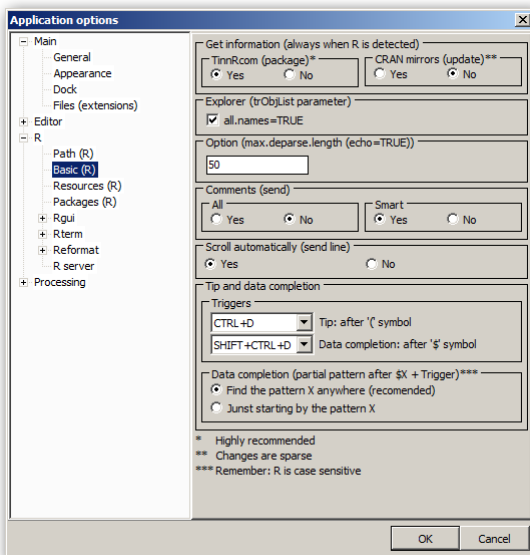 Application options
Main
General
Appearance
Dock
Files (extensions)
Editor
R
Path (R)
Basic (R)
Resources (R)
Packages (R)
Rgui
Rterm
Reformat
R server
Processing
Get information (always when R is detected)
TinnRcom (package)*
Yes No
CRAN mirrors (update)**
Yes No
Explorer (trObjList parameter)
all.names=TRUE
Option (max.deparse.length (echo=TRUE))
50
Comments (send)
All
Yes No
Smart
Yes No
Scroll automatically (send line)
Yes No
Tip and data completion
Triggers
CTRL+D Tip: after '(' symbol
SHIFT+CTRL+D Data completion: after '$' symbol
Data completion (partial pattern after $X + Trigger)***
Find the pattern X anywhere (recomended)
Junst starting by the pattern X
* Highly recommended
** Changes are sparse
*** Remember: R is case sensitive
OK Cancel